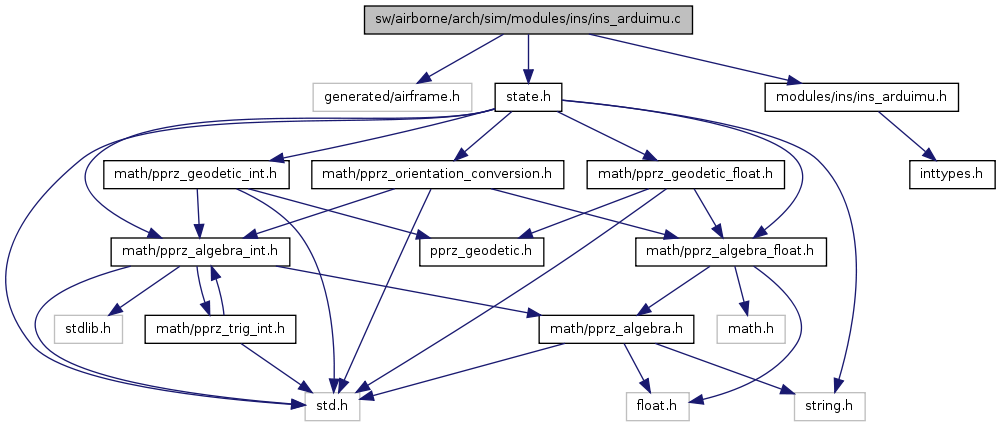 sw/airborne/arch/sim/modules/ins/ins_arduimu.c
generated/airframe.h
state.h
modules/ins/ins_arduimu.h
math/pprz_geodetic_int.h
math/pprz_orientation_conversion.h
math/pprz_geodetic_float.h
inttypes.h
math/pprz_algebra_int.h
pprz_geodetic.h
math/pprz_algebra_float.h
stdlib.h
math/pprz_trig_int.h
math/pprz_algebra.h
math.h
std.h
float.h
string.h